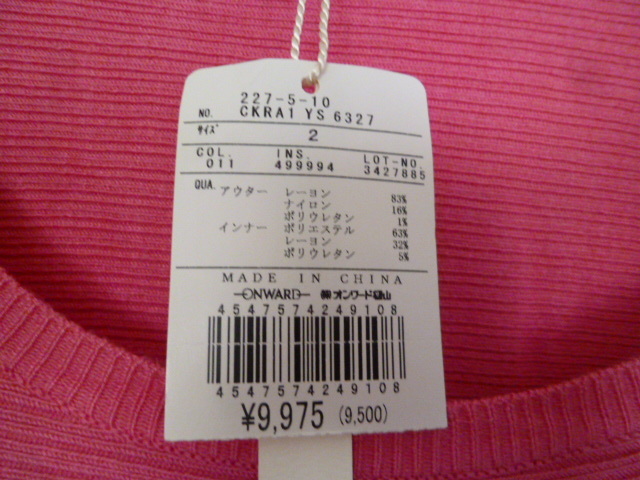 227-5-10
NO. CKRA1 YS 6327
サイズ 2
COL. INS. LOT-NO.
011 499994 3427885
QUA. アウター レーヨン 83%
ナイロン 16%
ポリウレタン 1%
インナー ポリエステル 63%
レーヨン 32%
ポリウレタン 5%
MADE IN CHINA
ONWARD ㈱オンワード樫山
4547574249108
4547574249108
¥9,975 (9,500)